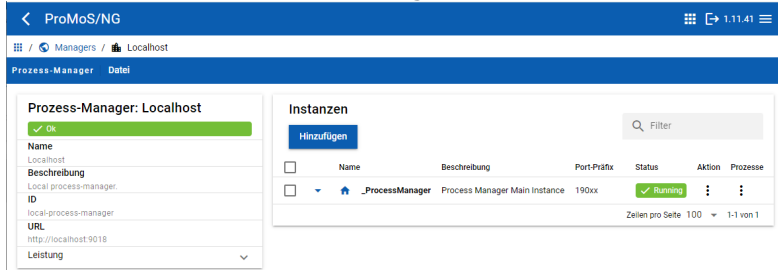 ProMoS/NG
1.11.41
/ Managers / Localhost
Prozess-Manager Datei
Prozess-Manager: Localhost
Ok
Name
Localhost
Beschreibung
Local process-manager.
ID
local-process-manager
URL
http://localhost:9018
Leistung
Instanzen
Hinzufügen
Filter
Name Beschreibung Port-Präfix Status Aktion Prozesse
_ProcessManager Process Manager Main Instance 190xx Running
Zeilen pro Seite 100 1-1 von 1